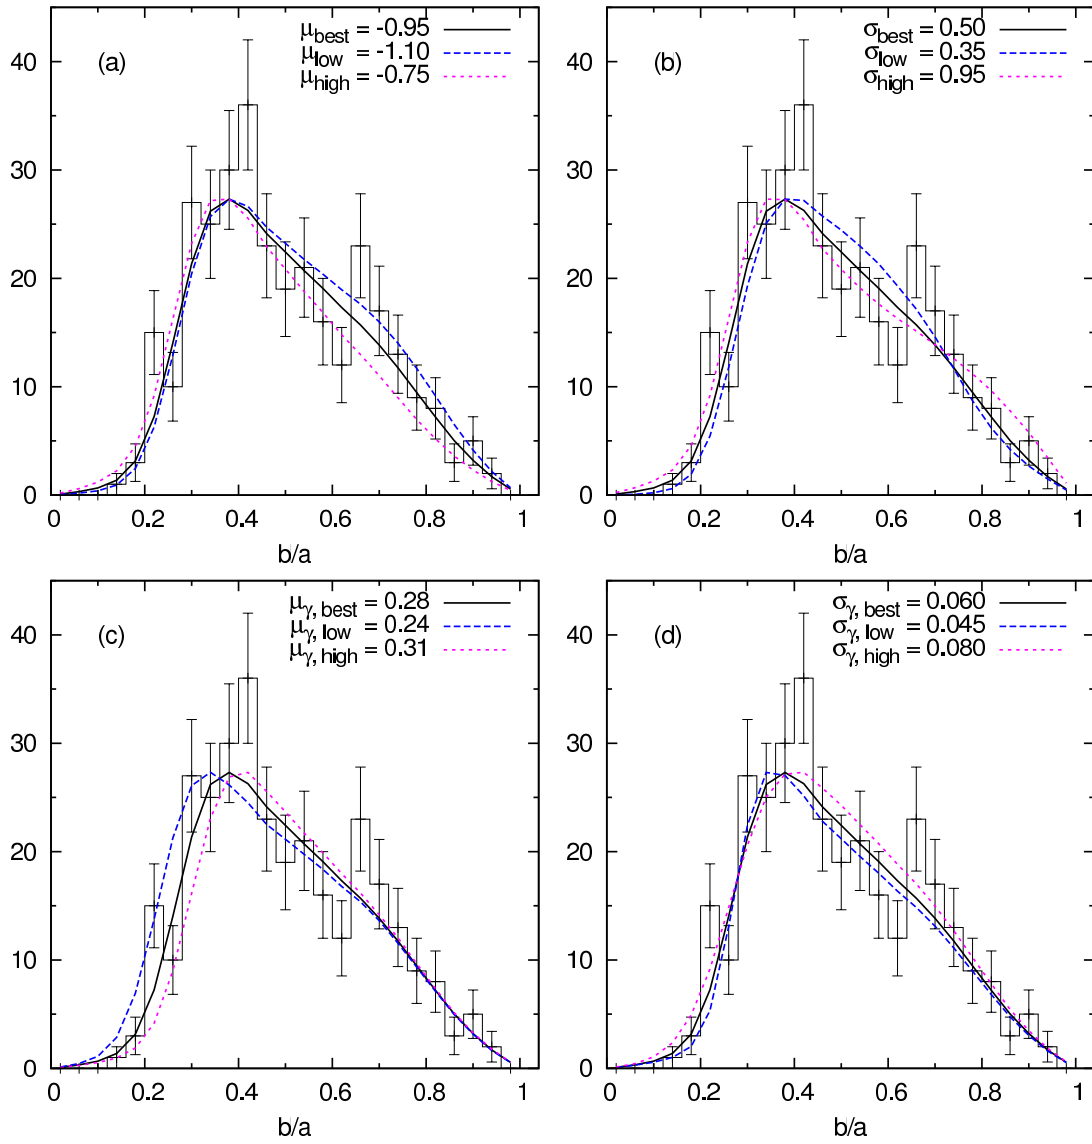 (a)
μbest = -0.95
μlow = -1.10
μhigh = -0.75
40
30
20
10
0
0 0.2 0.4 0.6 0.8 1
b/a
(b)
σbest = 0.50
σlow = 0.35
σhigh = 0.95
40
30
20
10
0
0 0.2 0.4 0.6 0.8 1
b/a
(c)
μγ, best = 0.28
μγ, low = 0.24
μγ, high = 0.31
40
30
20
10
0
0 0.2 0.4 0.6 0.8 1
b/a
(d)
σγ, best = 0.060
σγ, low = 0.045
σγ, high = 0.080
40
30
20
10
0
0 0.2 0.4 0.6 0.8 1
b/a